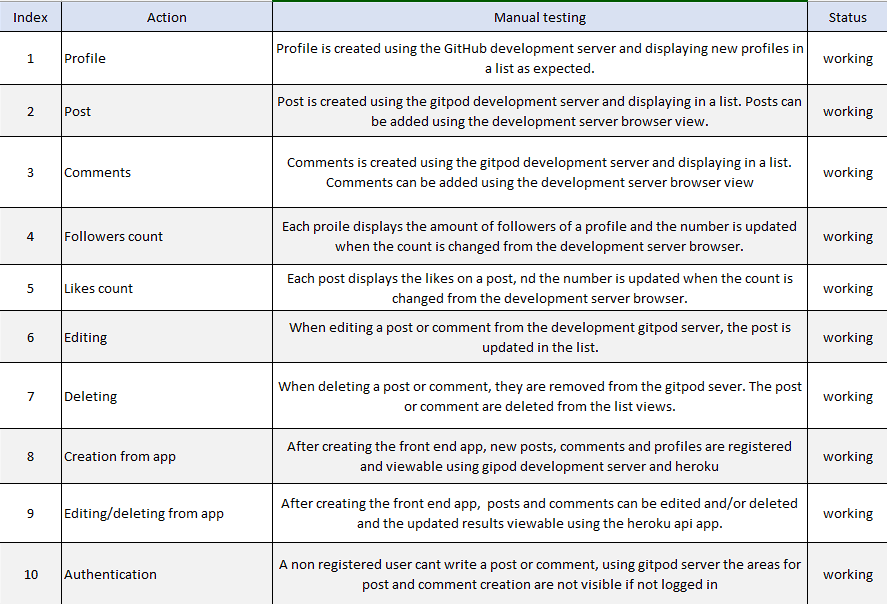 Index Action Manual testing Status
1 Profile Profile is created using the GitHub development server and displaying new profiles in working
a list as expected.
2 Post Post is created using the gitpod development server and displaying in a list. Posts can working
be added using the development server browser view.
3 Comments Comments is created using the gitpod development server and displaying in a list. working
Comments can be added using the development server browser view
4 Followers count Each proile displays the amount of followers of a profile and the number is updated working
when the count is changed from the development server browser.
5 Likes count Each post displays the likes on a post, nd the number is updated when the count is working
changed from the development server browser.
6 Editing When editing a post or comment from the development gitpod server, the post is working
updated in the list.
7 Deleting When deleting a post or comment, they are removed from the gitpod sever. The post working
or comment are deleted from the list views.
8 Creation from app After creating the front end app, new posts, comments and profiles are registered working
and viewable using gipod development server and heroku
9 Editing/deleting from app After creating the front end app,  posts and comments can be edited and/or deleted working
and the updated results viewable using the heroku api app.
10 Authentication A non registered user cant write a post or comment, using gitpod server the areas for working
post and comment creation are not visible if not logged in